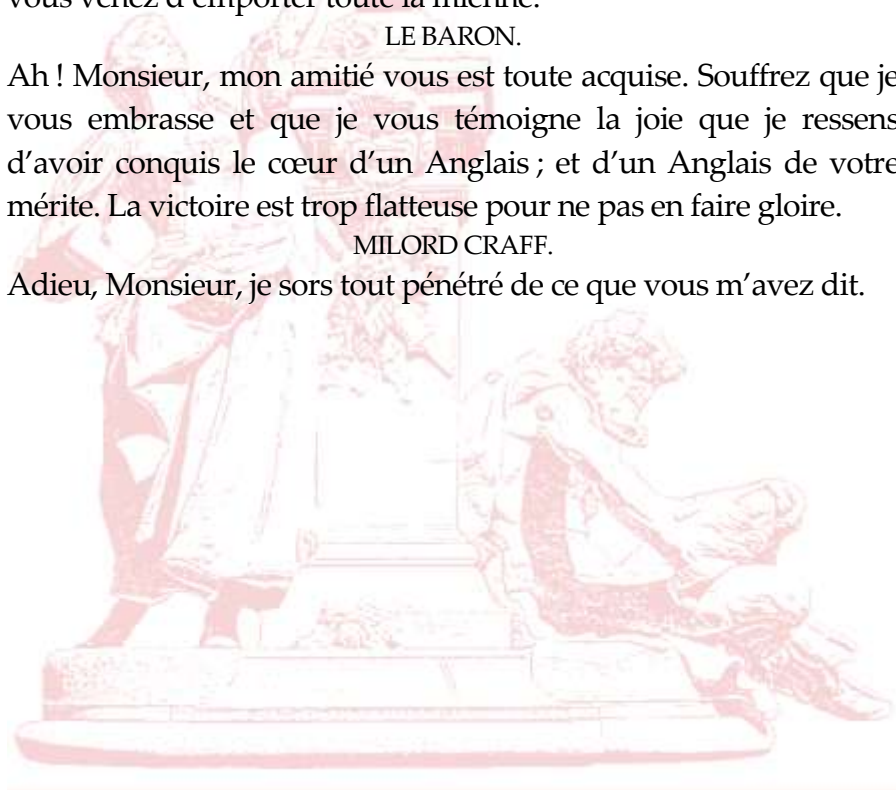 vous venez d'emporter toute la mienne.
LE BARON.
Ah ! Monsieur, mon amitié vous est toute acquise. Souffrez que je
vous embrasse et que je vous témoigne la joie que je ressens
d'avoir conquis le cœur d'un Anglais ; et d'un Anglais de votre
mérite. La victoire est trop flatteuse pour ne pas en faire gloire.
MILORD CRAFF.
Adieu, Monsieur, je sors tout pénétré de ce que vous m'avez dit.